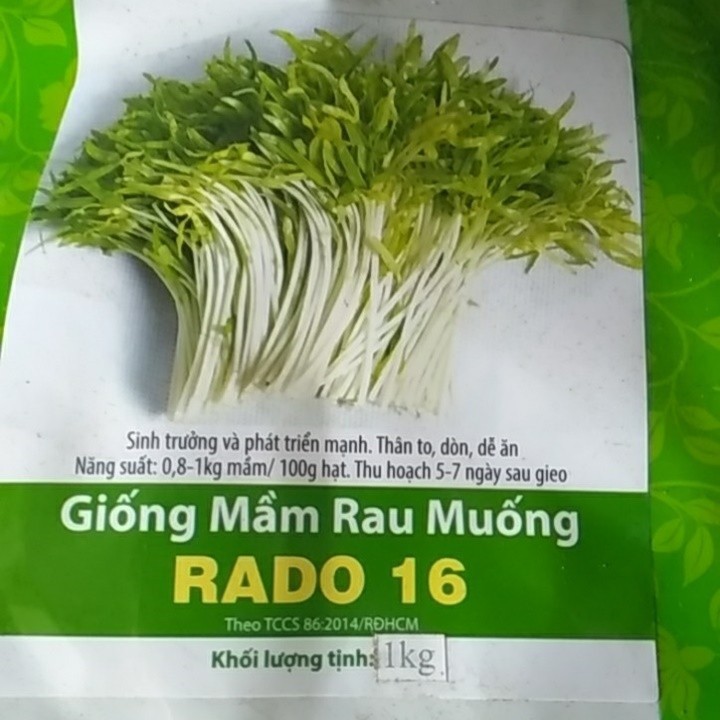 Sinh trưởng và phát triển mạnh. Thân to, dòn, dễ ăn
Năng suất: 0,8-1kg mầm/ 100g hạt. Thu hoạch 5-7 ngày sau gieo
Giống Mầm Rau Muống
RADO 16
Theo TCCS 86:2014/RĐHCM
Khối lượng tịnh: 1kg